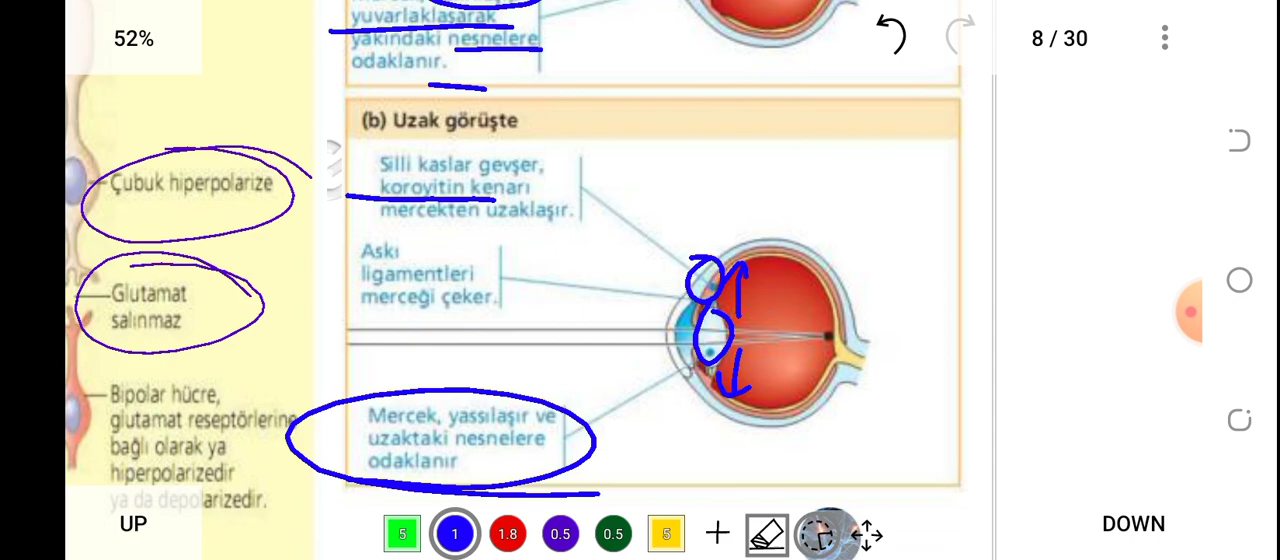 52%
8 / 30
yuvarlaklaşarak
yakındaki nesnelere
odaklanır.
(b) Uzak görüşte
Silli kaslar gevşer,
koroyitin kenarı
mercekten uzaklaşır.
Askı
ligamentleri
merceği çeker.
Mercek, yassılaşır ve
uzaktaki nesnelere
odaklanır
Çubuk hiperpolarize
Glutamat
salınmaz
Bipolar hücre,
glutamat reseptörlerine
bağlı olarak ya
hiperpolarizedir
ya da depolarizedir.
UP
5
1
1.8
0.5
0.5
5
DOWN